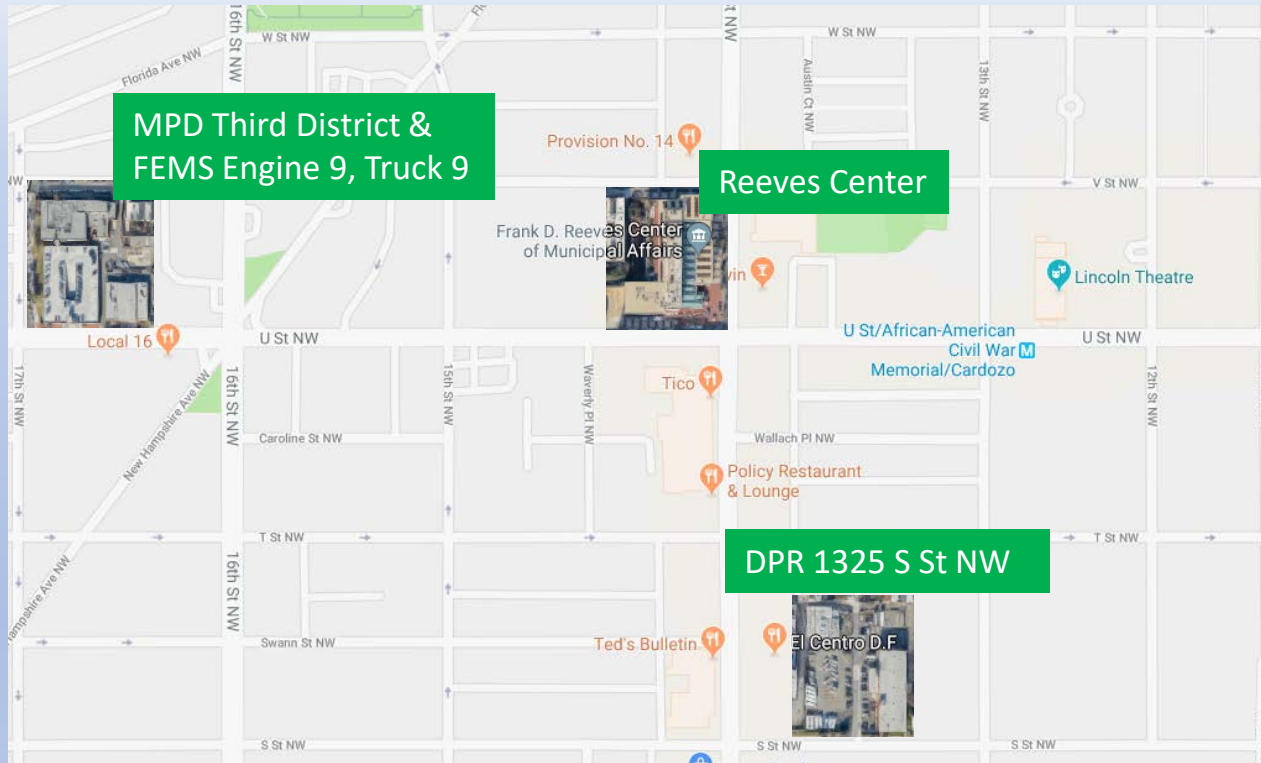 16th St NW
W St NW
Flo
t NW
W St NW
Florida Ave NW
Austin Ct NW
13th St NW
MPD Third District &
FEMS Engine 9, Truck 9
Provision No. 14
Reeves Center
NW
V St NW
Frank D. Reeves Center
of Municipal Affairs
vin
Lincoln Theatre
Local 16
U St NW
U St/African-American
Civil War M
Memorial/Cardozo
U St NW
17th St NW
New Hampshire Ave NW
16th St NW
15th St NW
Waverly Pl NW
Tico
12th St NW
Caroline St NW
Wallach Pl NW
Policy Restaurant
& Lounge
T St NW
T St NW
DPR 1325 S St NW
ampshire Ave NW
16th St NW
Swann St NW
Ted's Bulletin
El Centro D.F
S St NW
S St NW
S St NW